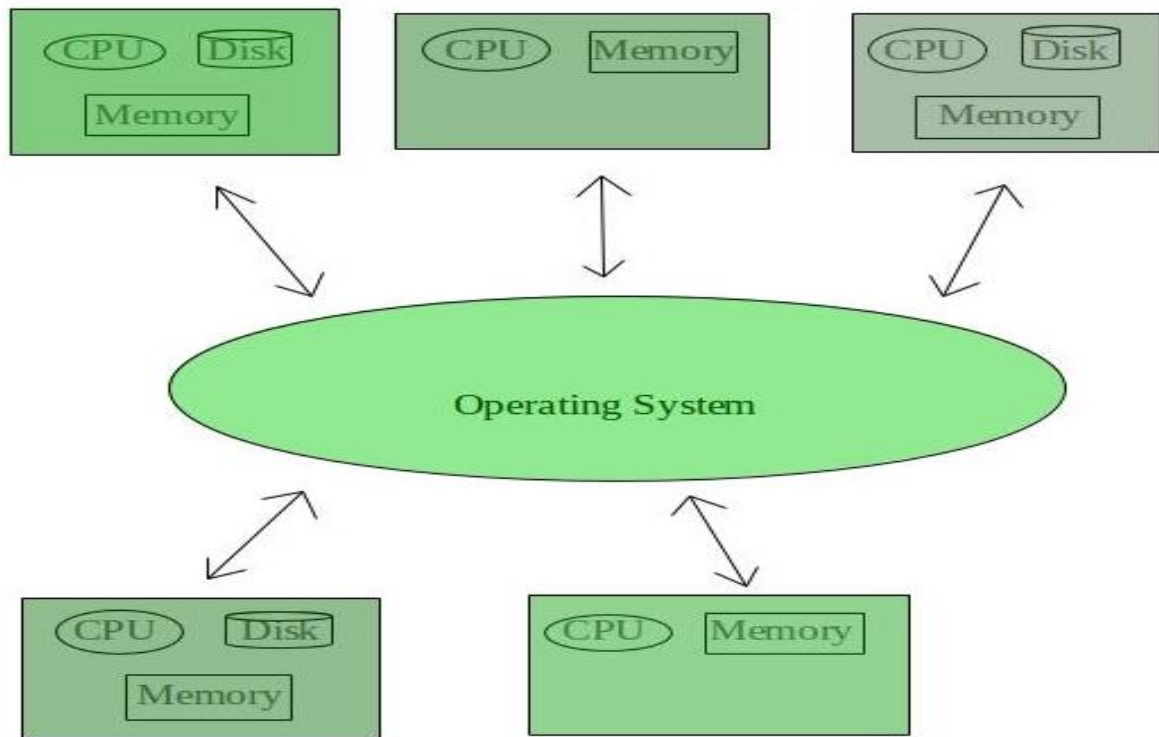 CPU Disk
Memory
CPU Memory
CPU Disk
Memory
Operating System
CPU Disk
Memory
CPU Memory